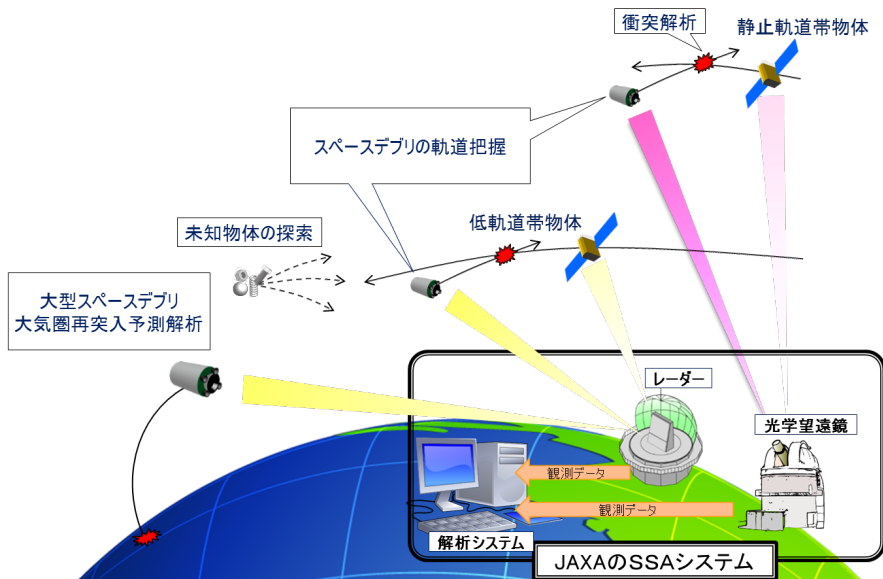 衝突解析
静止軌道帯物体
スペースデブリの軌道把握
低軌道帯物体
未知物体の探索
大型スペースデブリ
大気圏再突入予測解析
レーダー
光学望遠鏡
観測データ
観測データ
解析システム
JAXAのSSAシステム